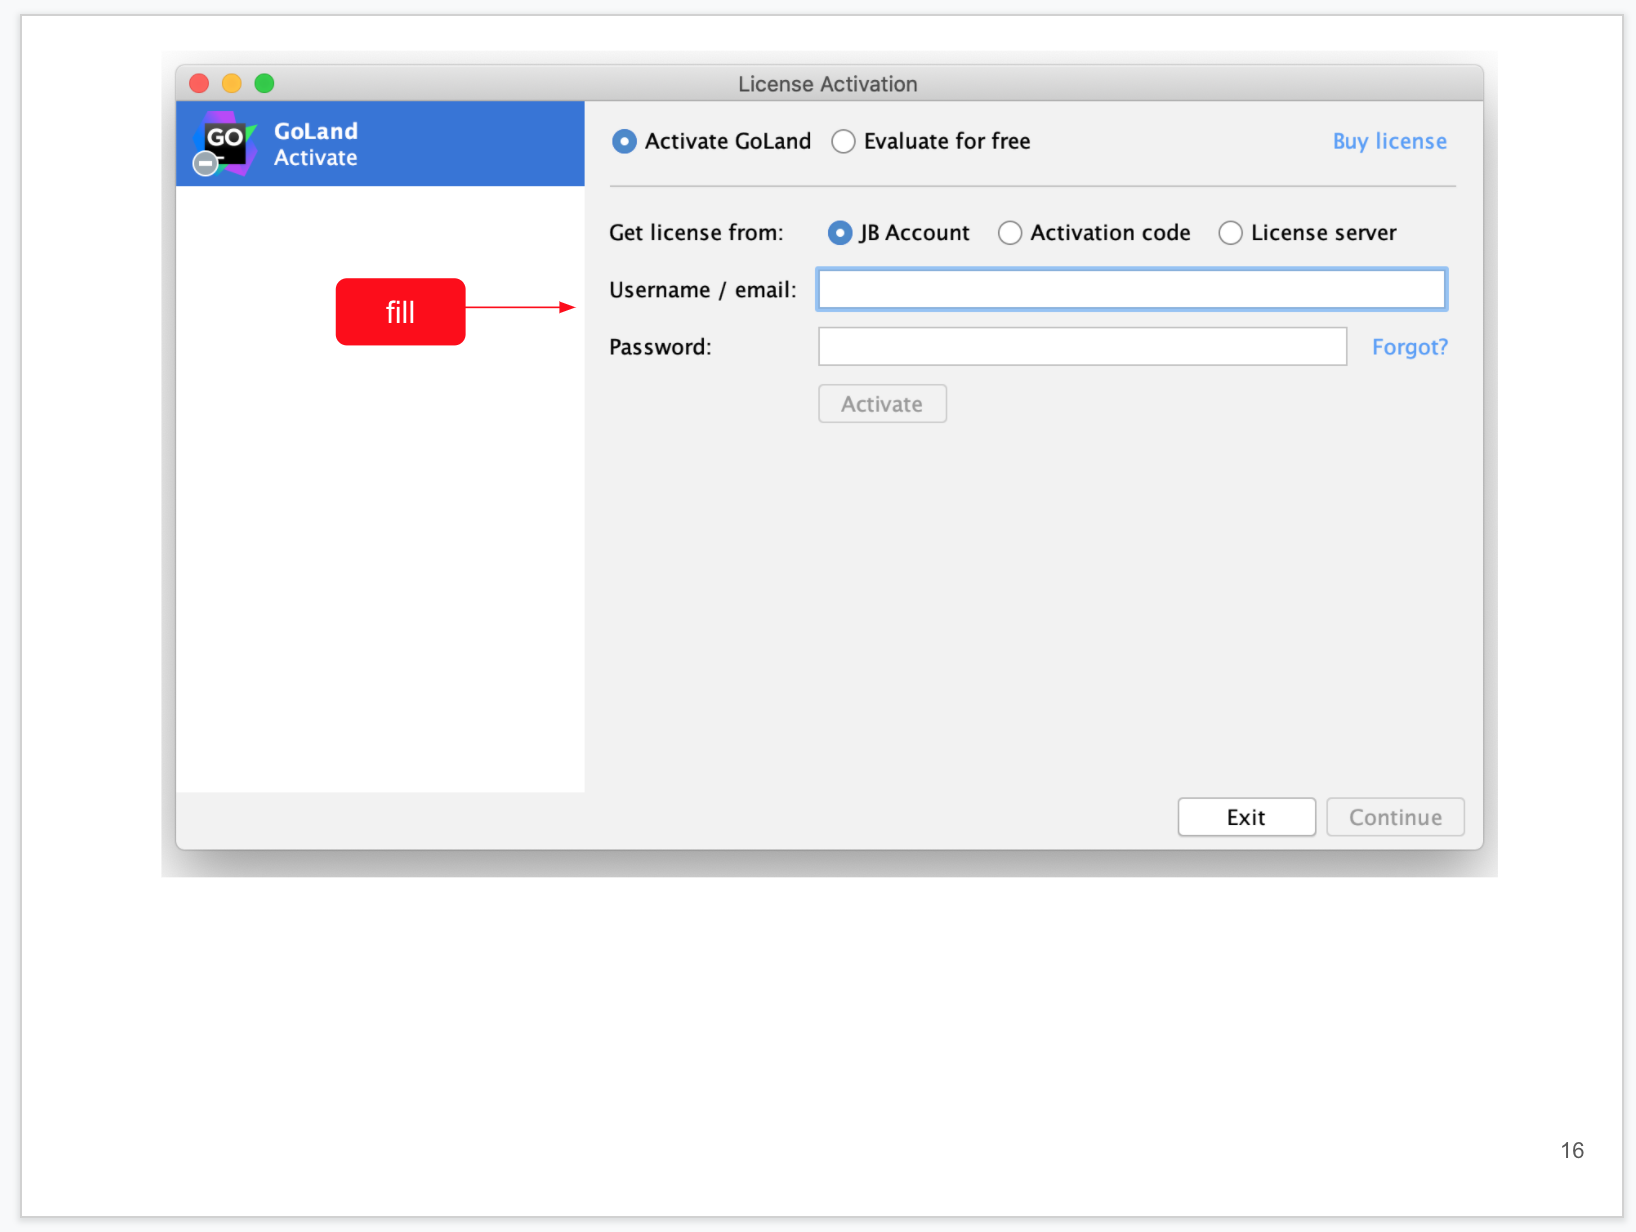 License Activation
GO
GoLand
Activate
Activate GoLand Evaluate for free Buy license
Get license from: JB Account Activation code License server
Username / email:
fill
Password: Forgot?
Activate
Exit Continue
16